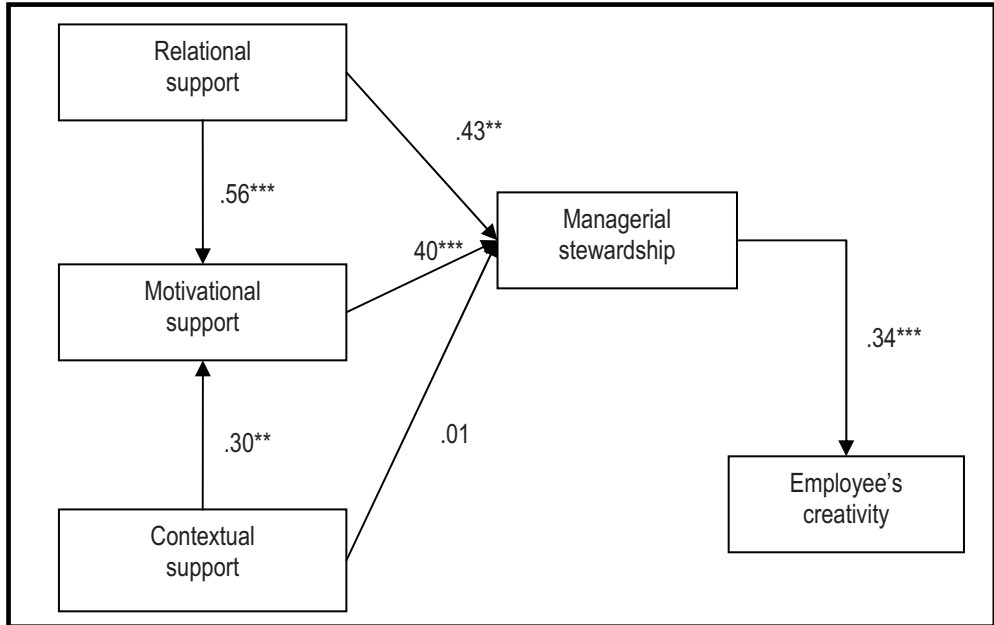 Relational
support
.43**
.56***
Managerial
stewardship
40***
Motivational
support
.34***
.30**
.01
Employee’s
creativity
Contextual
support